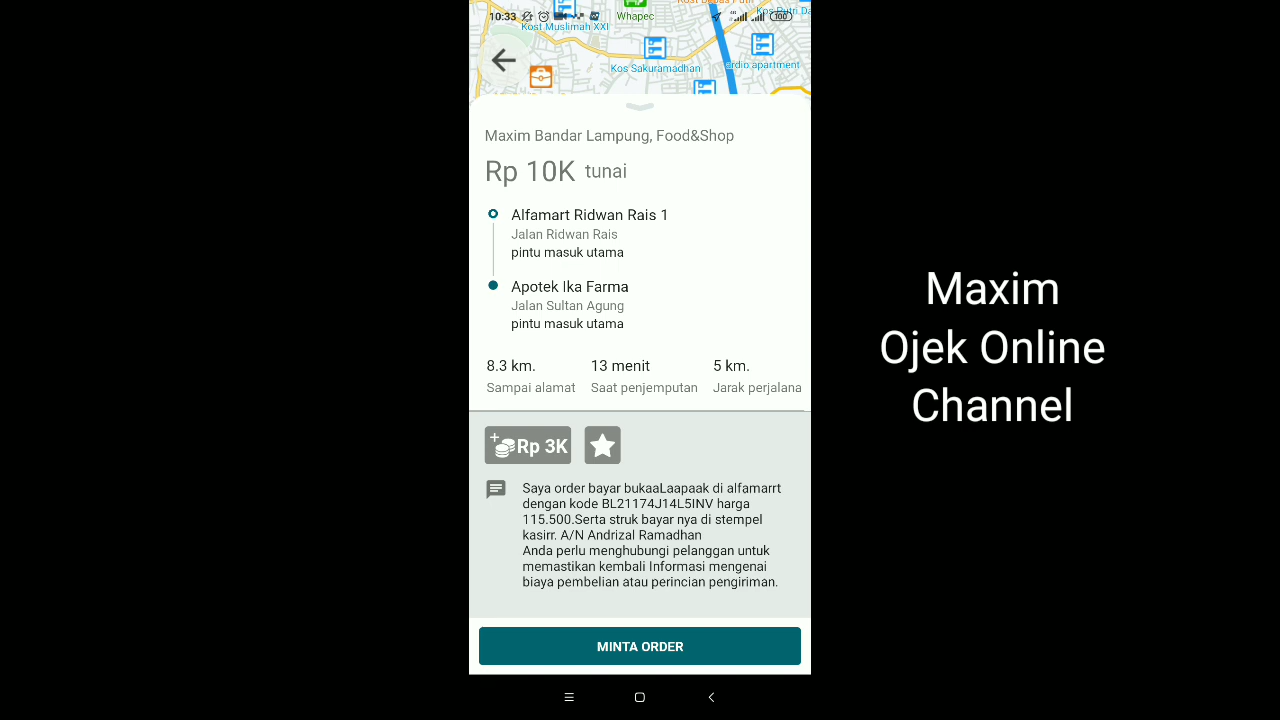 10:33
100
Kost Muslimah XXI
Whapec
Kos Sakuramadhan
Ardio apartment
Maxim Bandar Lampung, Food&Shop
Rp 10K tunai
Alfamart Ridwan Rais 1
Jalan Ridwan Rais
pintu masuk utama
Apotek Ika Farma
Jalan Sultan Agung
pintu masuk utama
8.3 km. 13 menit 5 km.
Sampai alamat Saat penjemputan Jarak perjalana
+ Rp 3K
Saya order bayar bukaaLaapaak di alfamarrt
dengan kode BL21174J14L5INV harga
115.500.Serta struk bayar nya di stempel
kasirr. A/N Andrizal Ramadhan
Anda perlu menghubungi pelanggan untuk
memastikan kembali Informasi mengenai
biaya pembelian atau perincian pengiriman.
MINTA ORDER
Maxim
Ojek Online
Channel